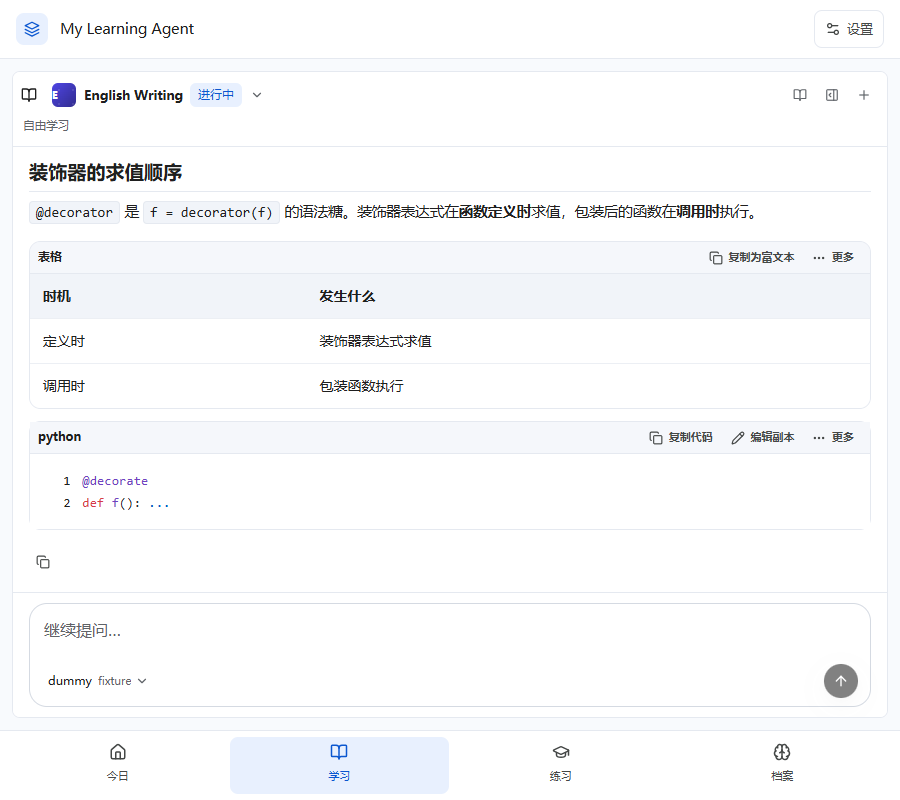 My Learning Agent
设置
E
English Writing 进行中
自由学习
装饰器的求值顺序
@decorator 是 f = decorator(f) 的语法糖。装饰器表达式在函数定义时求值，包装后的函数在调用时执行。
表格 复制为富文本 ··· 更多
时机 发生什么
定义时 装饰器表达式求值
调用时 包装函数执行
python 复制代码 编辑副本 ··· 更多
1 @decorate
2 def f(): ...
继续提问...
dummy fixture
今日 学习 练习 档案